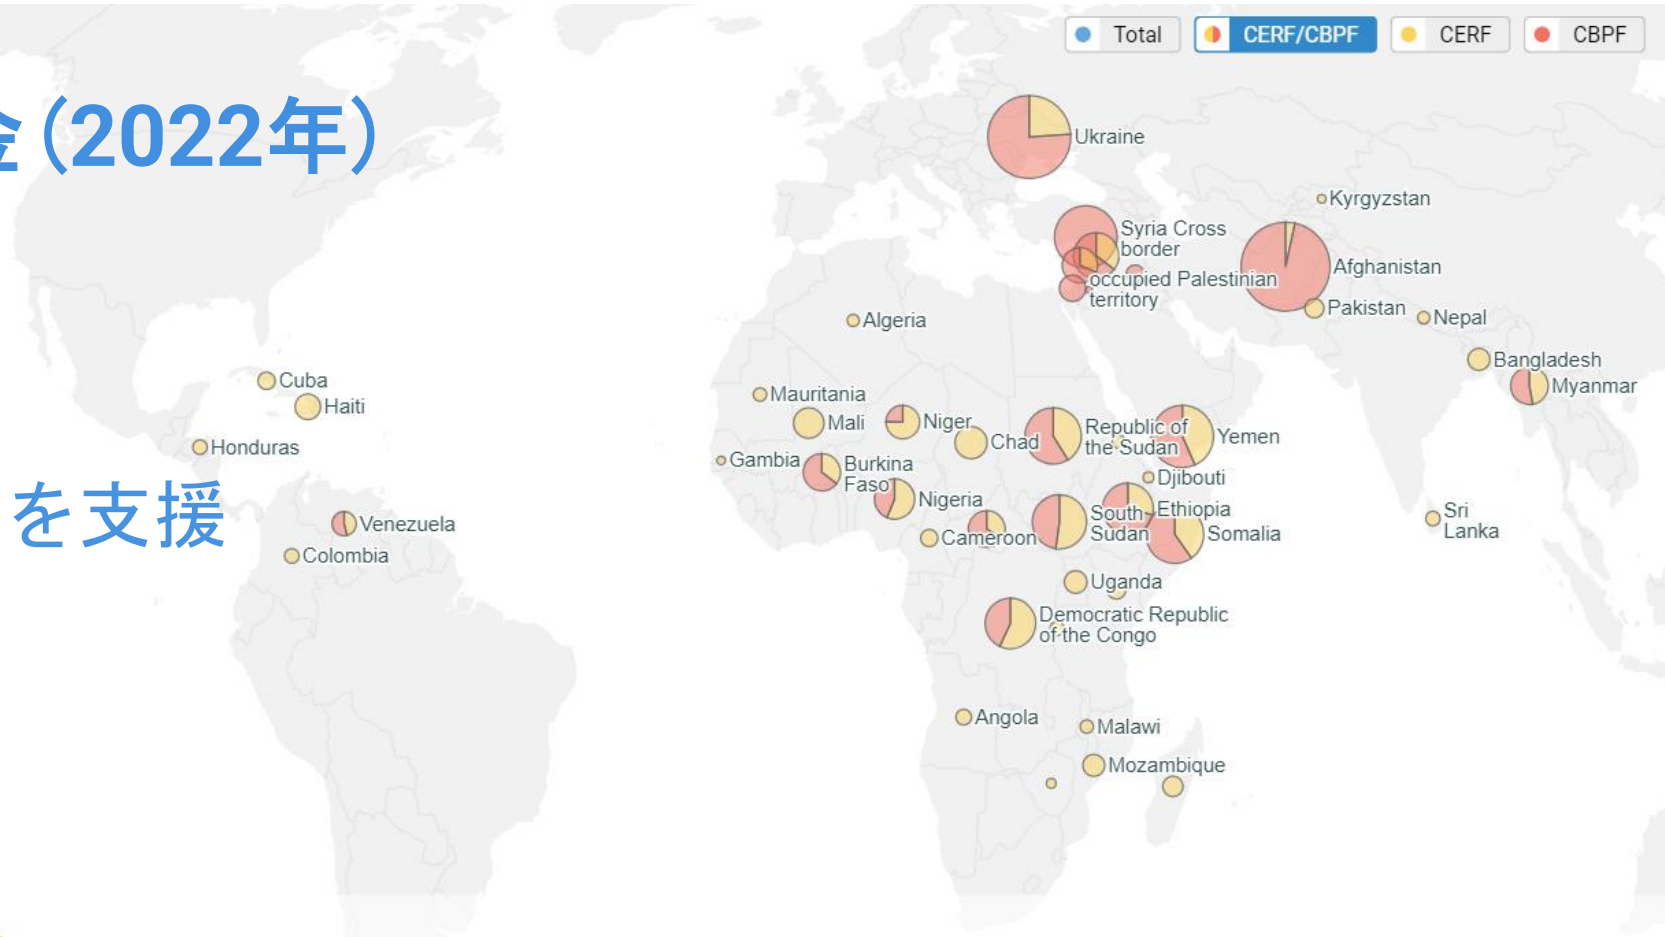 Total
CERF/CBPF
CERF
CBPF
金（2022年）
Ukraine
Kyrgyzstan
Syria Cross
border
Afghanistan
occupied Palestinian
territory
Pakistan
Nepal
Algeria
Bangladesh
Cuba
Myanmar
Mauritania
Haiti
Mali
Niger
Chad
Republic of
the Sudan
Yemen
Honduras
Gambia
Burkina
Faso
Djibouti
Nigeria
Ethiopia
South
Sudan
Somalia
Sri
Lanka
を支援
Venezuela
Cameroon
Colombia
Uganda
Democratic Republic
of the Congo
Angola
Malawi
Mozambique